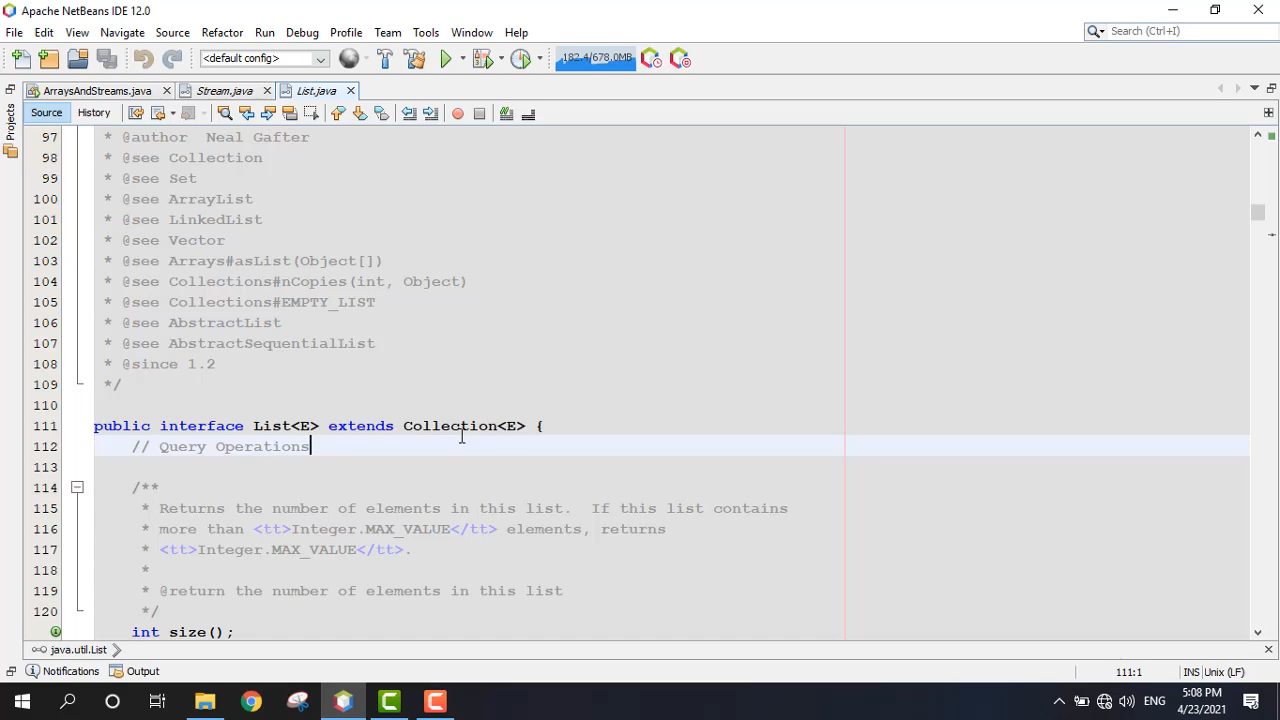 Apache NetBeans IDE 12.0
File Edit View Navigate Source Refactor Run Debug Profile Team Tools Window Help
Search (Ctrl+I)
<default config>
182.4/678.0MB
ArraysAndStreams.java
Stream.java
List.java
Projects
Source History
97 * @author  Neal Gafter
98 * @see Collection
99 * @see Set
100 * @see ArrayList
101 * @see LinkedList
102 * @see Vector
103 * @see Arrays#asList(Object[])
104 * @see Collections#nCopies(int, Object)
105 * @see Collections#EMPTY_LIST
106 * @see AbstractList
107 * @see AbstractSequentialList
108 * @since 1.2
109 */
110
111 public interface List<E> extends Collection<E> {
112 // Query Operations
113
114 /**
115 * Returns the number of elements in this list.  If this list contains
116 * more than <tt>Integer.MAX_VALUE</tt> elements, returns
117 * <tt>Integer.MAX_VALUE</tt>.
118 *
119 * @return the number of elements in this list
120 */
int size();
java.util.List
Notifications Output
111:1 INS Unix (LF)
ENG
5:08 PM
4/23/2021